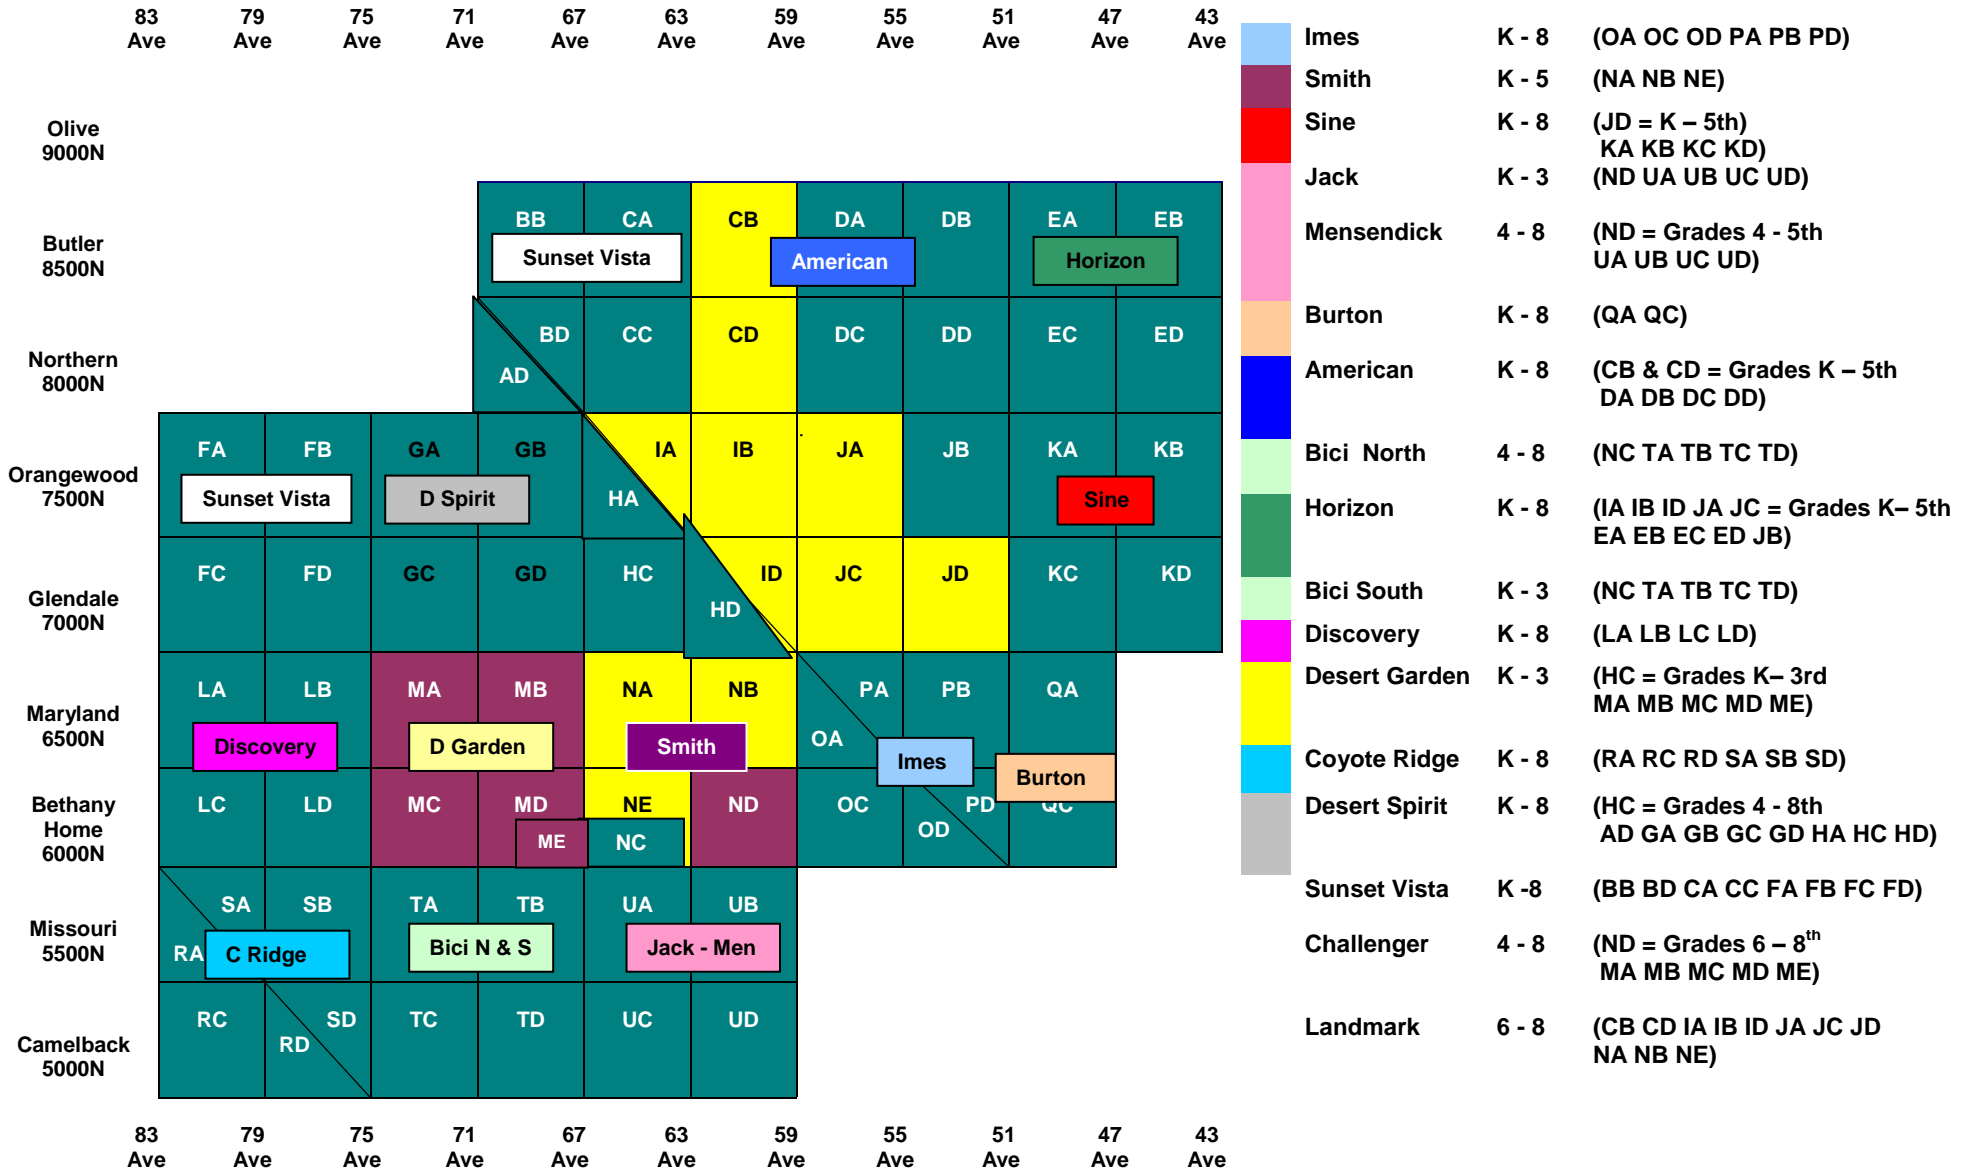 83 79 75 71 67 63 59 55 51 47 43
Ave Ave Ave Ave Ave Ave Ave Ave Ave Ave Ave
Olive
9000N
Butler
8500N
Northern
8000N
Orangewood
7500N
Glendale
7000N
Maryland
6500N
Bethany
Home
6000N
Missouri
5500N
Camelback
5000N
BB CA CB DA DB EA EB
Sunset Vista American Horizon
BD CC CD DC DD EC ED
AD
FA FB GA GB IA IB JA JB KA KB
Sunset Vista D Spirit HA Sine
FC FD GC GD HC ID JC JD KC KD
HD
LA LB MA MB NA NB PA PB QA
OA
Discovery D Garden Smith Imes Burton
LC LD MC MD NE ND OC PD QC
OD
ME NC
SA SB TA TB UA UB
RA C Ridge Bici N & S Jack - Men
RC SD TC TD UC UD
RD
83 79 75 71 67 63 59 55 51 47 43
Ave Ave Ave Ave Ave Ave Ave Ave Ave Ave Ave
Imes K - 8 (OA OC OD PA PB PD)
Smith K - 5 (NA NB NE)
Sine K - 8 (JD = K – 5th)
KA KB KC KD)
Jack K - 3 (ND UA UB UC UD)
Mensendick 4 - 8 (ND = Grades 4 - 5th
UA UB UC UD)
Burton K - 8 (QA QC)
American K - 8 (CB & CD = Grades K – 5th
DA DB DC DD)
Bici North 4 - 8 (NC TA TB TC TD)
Horizon K - 8 (IA IB ID JA JC = Grades K– 5th
EA EB EC ED JB)
Bici South K - 3 (NC TA TB TC TD)
Discovery K - 8 (LA LB LC LD)
Desert Garden K - 3 (HC = Grades K– 3rd
MA MB MC MD ME)
Coyote Ridge K - 8 (RA RC RD SA SB SD)
Desert Spirit K - 8 (HC = Grades 4 - 8th
AD GA GB GC GD HA HC HD)
Sunset Vista K -8 (BB BD CA CC FA FB FC FD)
Challenger 4 - 8 (ND = Grades 6 – 8th
MA MB MC MD ME)
Landmark 6 - 8 (CB CD IA IB ID JA JC JD
NA NB NE)